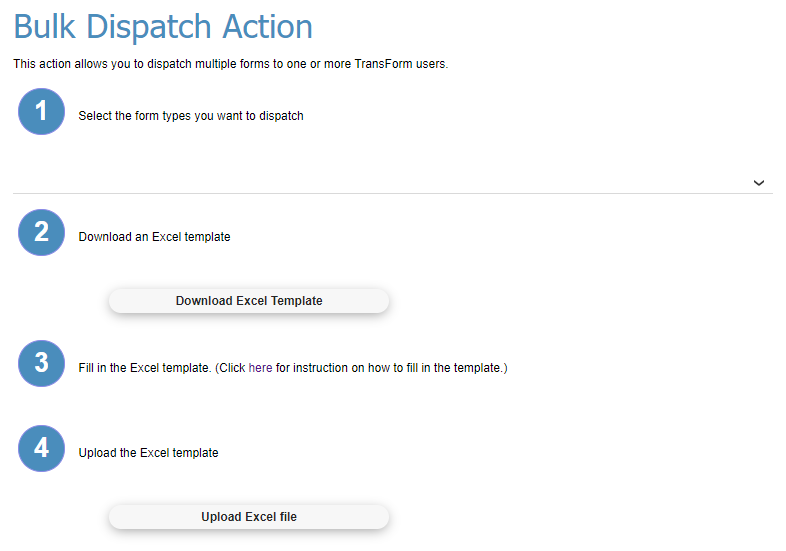 Bulk Dispatch Action
This action allows you to dispatch multiple forms to one or more TransForm users.
1
Select the form types you want to dispatch
2
Download an Excel template
Download Excel Template
3
Fill in the Excel template. (Click here for instruction on how to fill in the template.)
4
Upload the Excel template
Upload Excel file